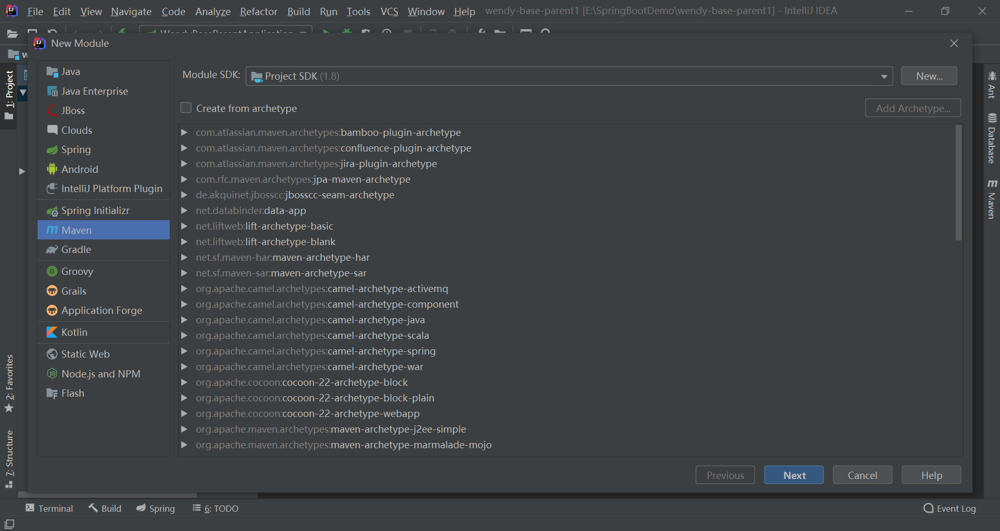 File Edit View Navigate Code Analyze Refactor Build Run Tools VCS Window Help wendy-base-parent1 [E:\SpringBootDemo\wendy-base-parent1] - IntelliJ IDEA
New Module
Java
Java Enterprise
JBoss
Clouds
Spring
Android
IntelliJ Platform Plugin
Spring Initializr
Maven
Gradle
Groovy
Grails
Application Forge
Kotlin
Static Web
Node.js and NPM
Flash
Module SDK: Project SDK (1.8) New...
Create from archetype Add Archetype...
com.atlassian.maven.archetypes:bamboo-plugin-archetype
com.atlassian.maven.archetypes:confluence-plugin-archetype
com.atlassian.maven.archetypes:jira-plugin-archetype
com.rfc.maven.archetypes:jpa-maven-archetype
de.akquinet.jbosscc:jbosscc-seam-archetype
net.databinder:data-app
net.liftweb:lift-archetype-basic
net.liftweb:lift-archetype-blank
net.sf.maven-har:maven-archetype-har
net.sf.maven-sar:maven-archetype-sar
org.apache.camel.archetypes:camel-archetype-activemq
org.apache.camel.archetypes:camel-archetype-component
org.apache.camel.archetypes:camel-archetype-java
org.apache.camel.archetypes:camel-archetype-scala
org.apache.camel.archetypes:camel-archetype-spring
org.apache.camel.archetypes:camel-archetype-war
org.apache.cocoon:cocoon-22-archetype-block
org.apache.cocoon:cocoon-22-archetype-block-plain
org.apache.cocoon:cocoon-22-archetype-webapp
org.apache.maven.archetypes:maven-archetype-j2ee-simple
org.apache.maven.archetypes:maven-archetype-marmalade-mojo
Previous Next Cancel Help
1: Project
2: Favorites
7: Structure
Ant
Database
Maven
Terminal Build Spring 6: TODO Event Log